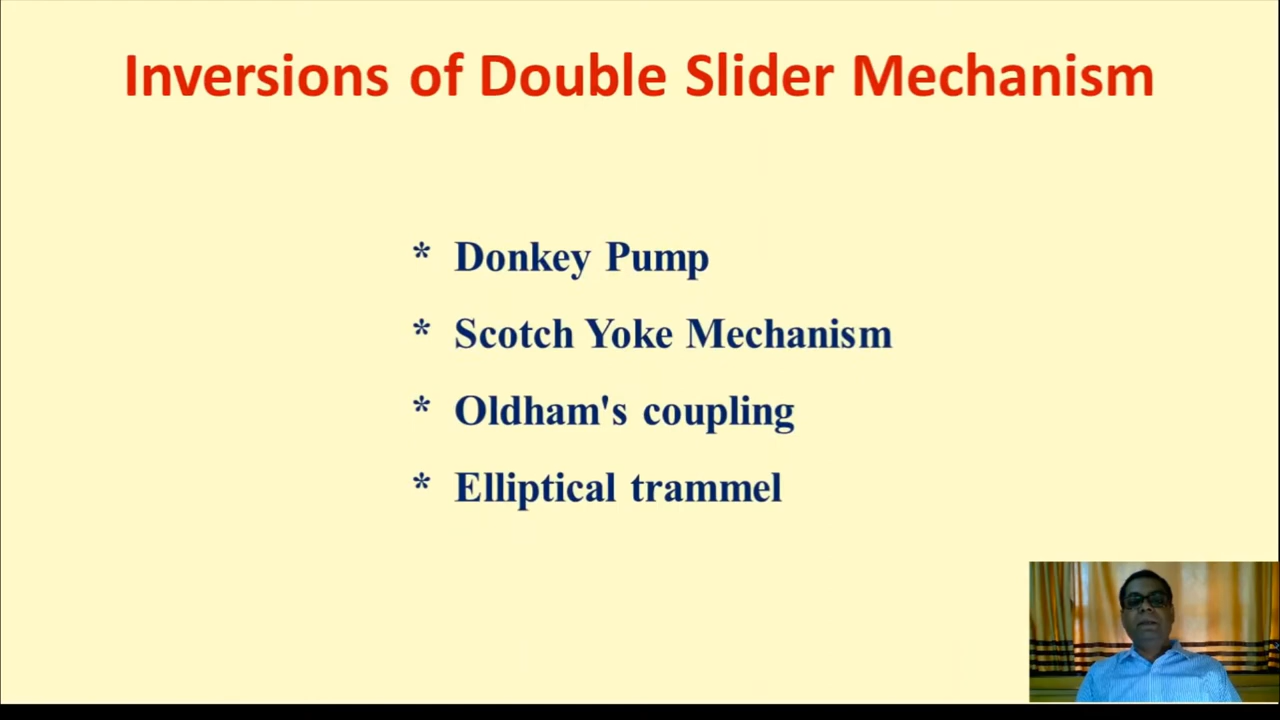 Inversions of Double Slider Mechanism
* Donkey Pump
* Scotch Yoke Mechanism
* Oldham's coupling
* Elliptical trammel